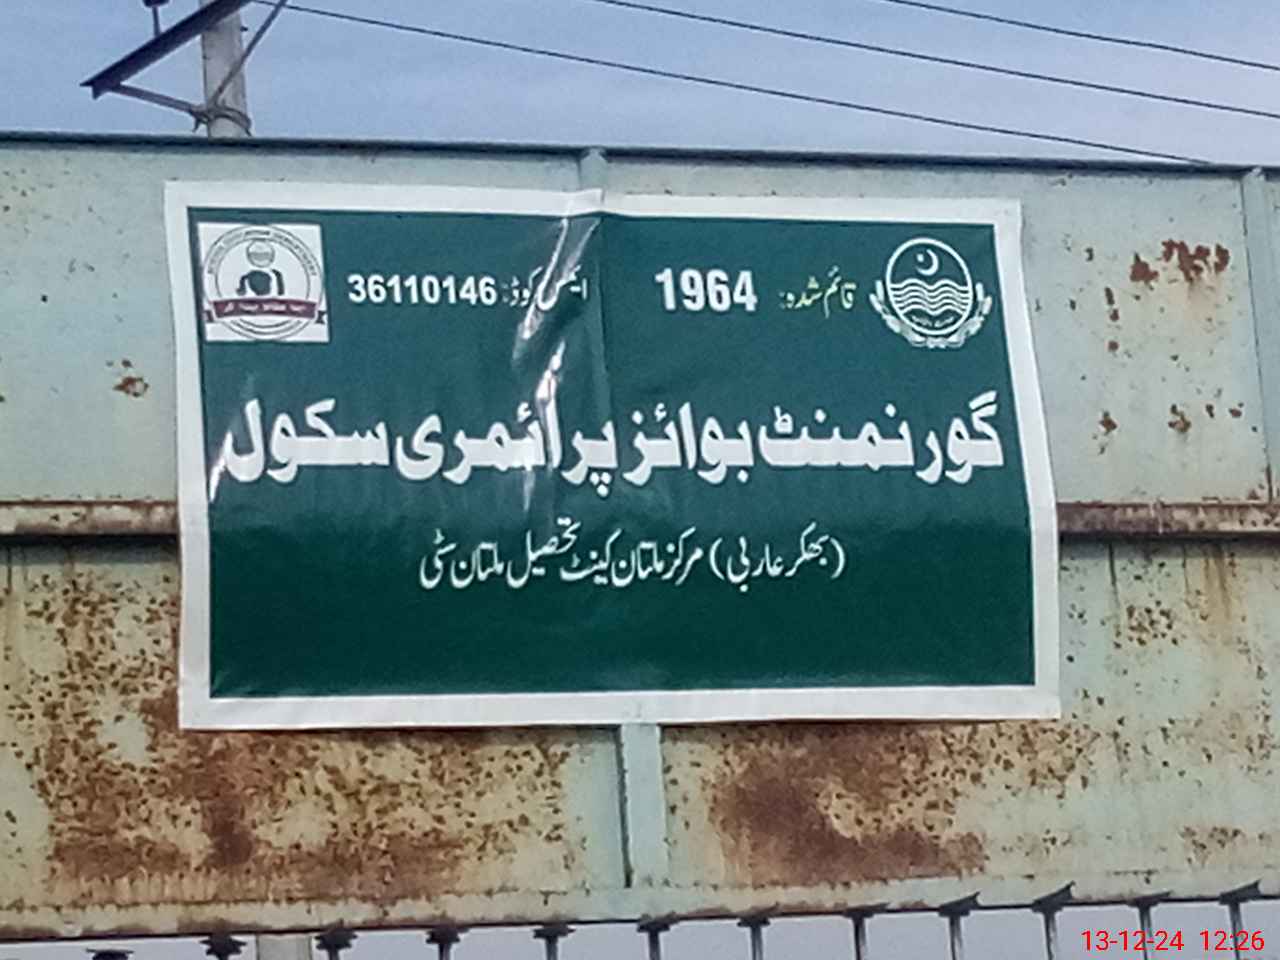 قائم شدہ: 1964 ایمس کوڈ: 36110146
گورنمنٹ بوائز پرائمری سکول
(بھکر عاربی) مرکز ملتان کینٹ تحصیل ملتان سٹی
13-12-24 12:26